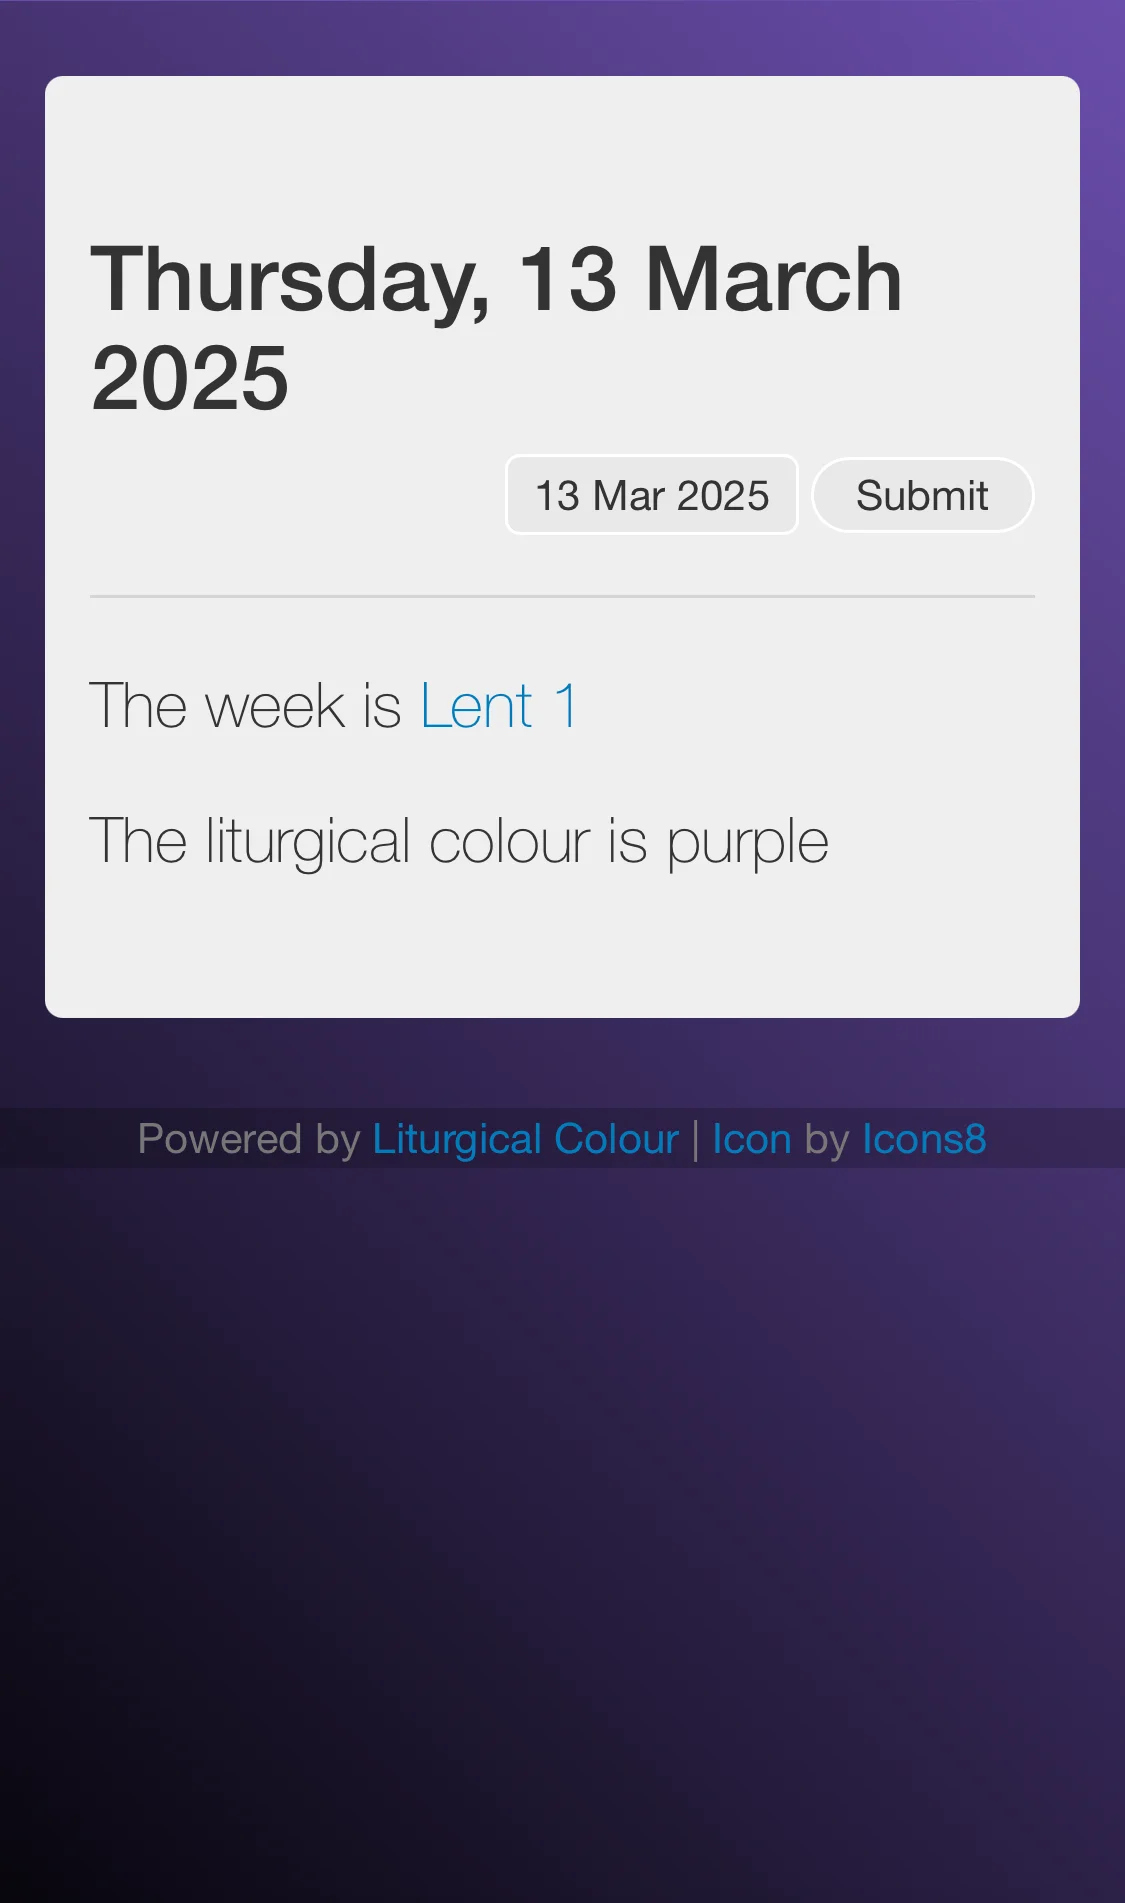 Thursday, 13 March
2025
13 Mar 2025 Submit
The week is Lent 1
The liturgical colour is purple
Powered by Liturgical Colour | Icon by Icons8